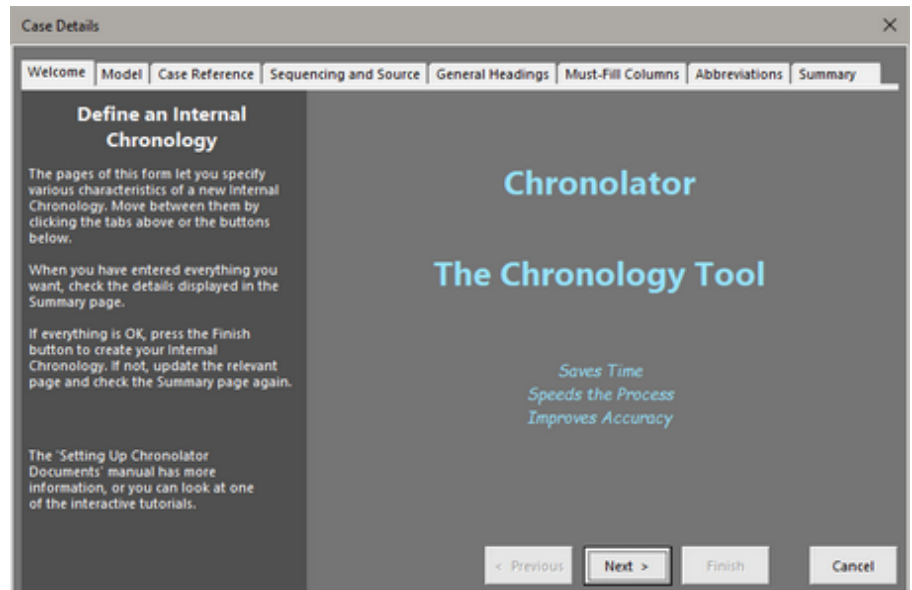 Case Details
Welcome Model Case Reference Sequencing and Source General Headings Must-Fill Columns Abbreviations Summary
Define an Internal
Chronology
The pages of this form let you specify
various characteristics of a new Internal
Chronology. Move between them by
clicking the tabs above or the buttons
below.
When you have entered everything you
want, check the details displayed in the
Summary page.
If everything is OK, press the Finish
button to create your Internal
Chronology. If not, update the relevant
page and check the Summary page again.
The 'Setting Up Chronolator
Documents' manual has more
information, or you can look at one
of the interactive tutorials.
Chronolator
The Chronology Tool
Saves Time
Speeds the Process
Improves Accuracy
< Previous Next > Finish Cancel